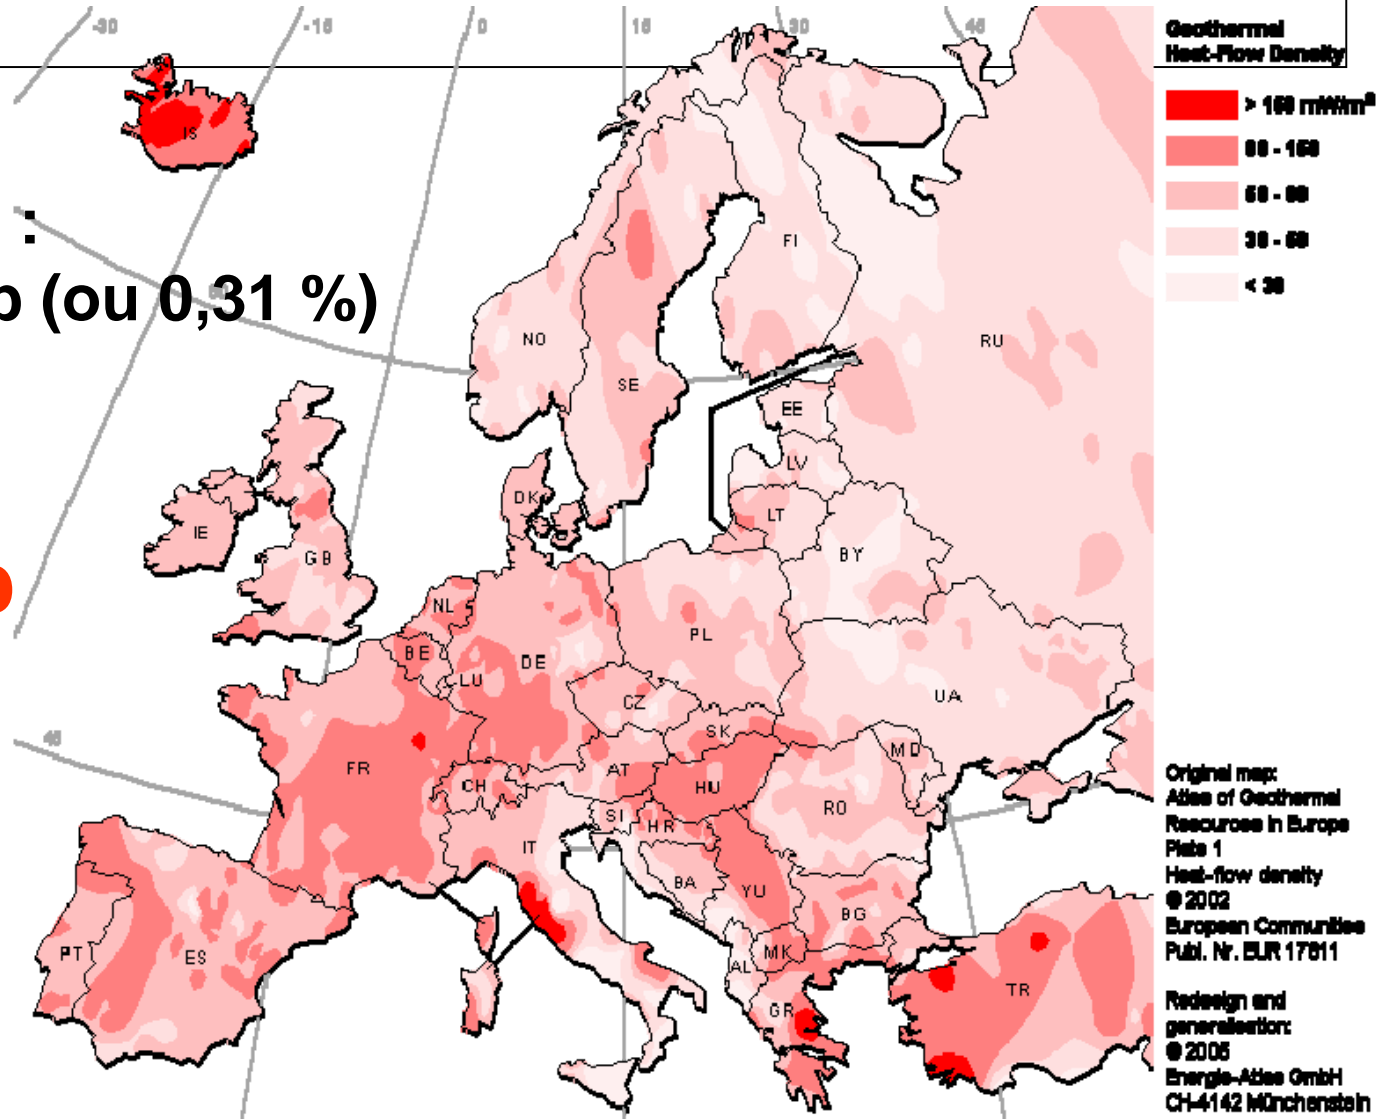 -30
-15
0
15
30
45
Geothermal
Heat-Flow Density
> 150 mW/m²
80 - 150
50 - 80
30 - 50
< 30
IS
:
(ou 0,31 %)
FI
NO
RU
SE
EE
LV
DK
LT
IE
GB
BY
NL
PL
BE
DE
LU
CZ
UA
SK
MD
45
FR
AT
CH
HU
RO
SI
HR
IT
BA
YU
BG
PT
ES
MK
AL
TR
GR
Original map:
Atlas of Geothermal
Resources in Europe
Plate 1
Heat-flow density
© 2002
European Communities
Publ. Nr. EUR 17811
Redesign and
generalisation:
© 2005
Energie-Atlas GmbH
CH-4142 Münchenstein